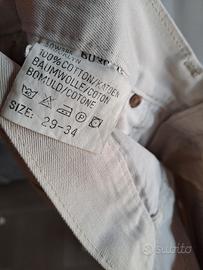 100% COTTON/KATOEN
BAUMWOLLE/COTON
BOMULD/COTONE
SIZE: 29-34
subito